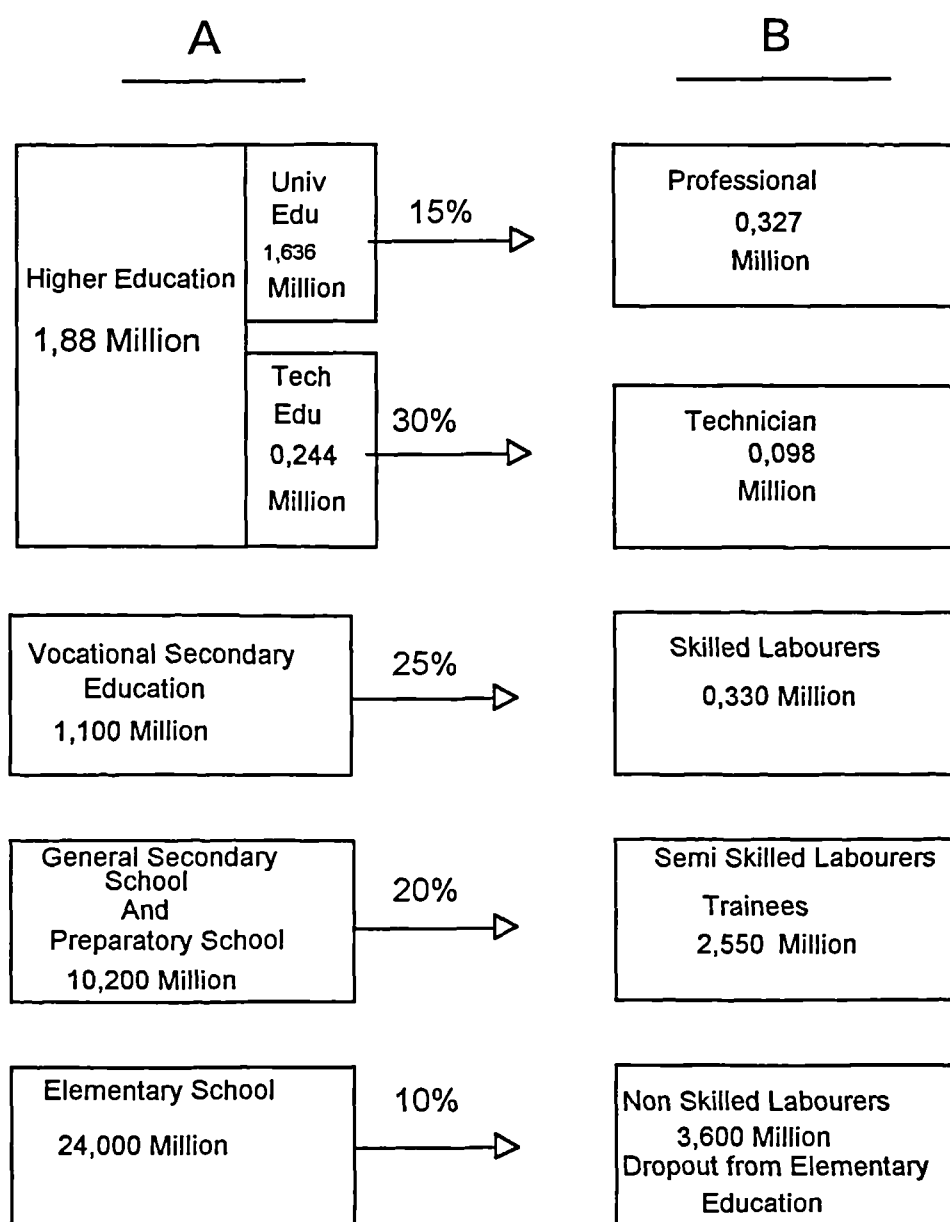 A
B
Higher Education
1,88 Million
Univ
Edu
1,636
Million
15%
Professional
0,327
Million
Tech
Edu
0,244
Million
30%
Technician
0,098
Million
Vocational Secondary
Education
1,100 Million
25%
Skilled Labourers
0,330 Million
General Secondary
School
And
Preparatory School
10,200 Million
20%
Semi Skilled Labourers
Trainees
2,550 Million
Elementary School
24,000 Million
10%
Non Skilled Labourers
3,600 Million
Dropout from Elementary
Education